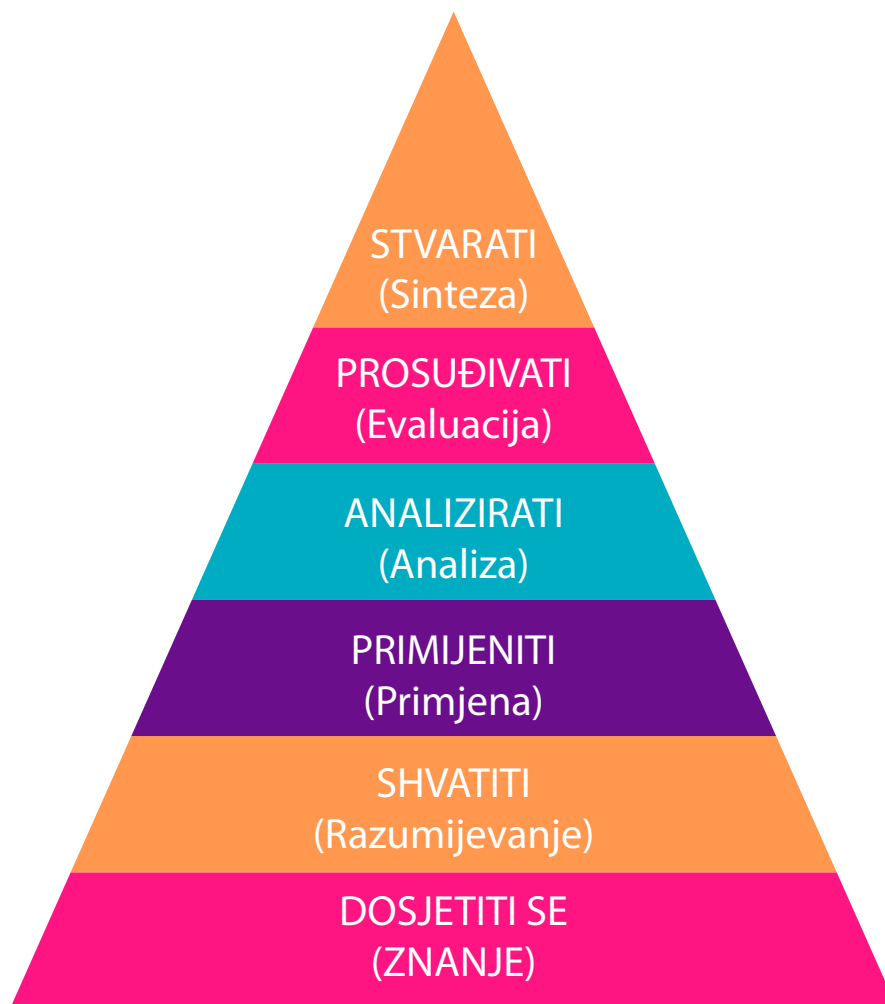 STVARATI
(Sinteza)
PROSUĐIVATI
(Evaluacija)
ANALIZIRATI
(Analiza)
PRIMIJENITI
(Primjena)
SHVATITI
(Razumijevanje)
DOSJETITI SE
(ZNANJE)